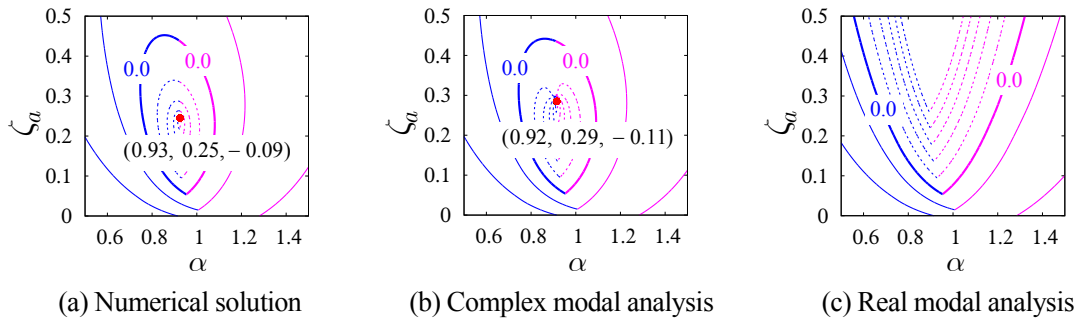 0.5
0.4
0.3
0.2
0.1
0
ζa
0.0
0.0
(0.93, 0.25, − 0.09)
0.6 0.8 1 1.2 1.4
α
(a) Numerical solution
0.5
0.4
0.3
0.2
0.1
0
ζa
0.0
0.0
(0.92, 0.29, − 0.11)
0.6 0.8 1 1.2 1.4
α
(b) Complex modal analysis
0.5
0.4
0.3
0.2
0.1
0
ζa
0.0
0.0
0.6 0.8 1 1.2 1.4
α
(c) Real modal analysis